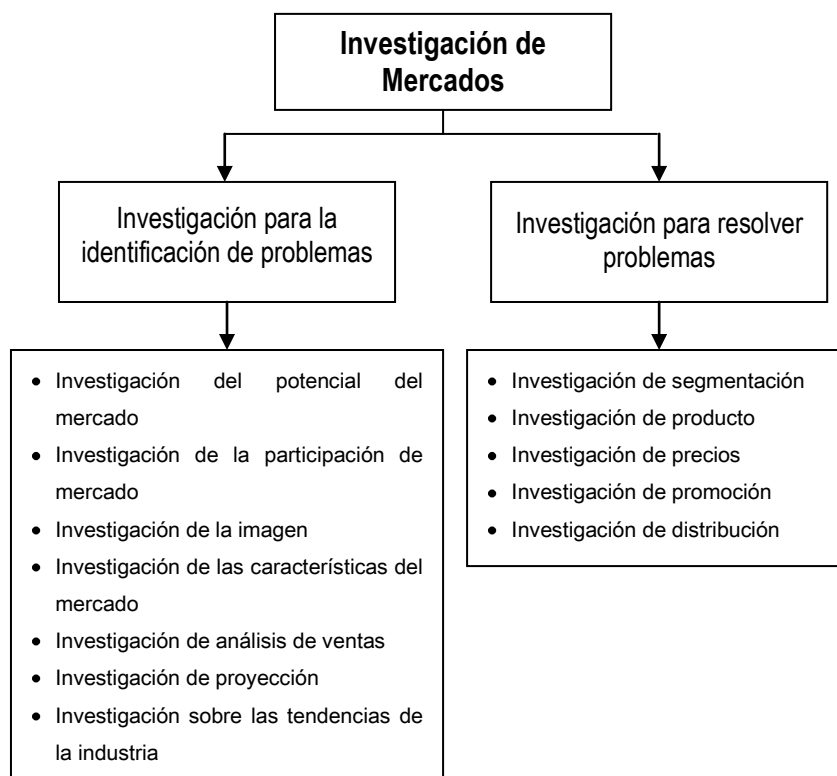 Investigación de
Mercados
Investigación para la
identificación de problemas
Investigación para resolver
problemas
• Investigación del potencial del
mercado
• Investigación de la participación de
mercado
• Investigación de la imagen
• Investigación de las características del
mercado
• Investigación de análisis de ventas
• Investigación de proyección
• Investigación sobre las tendencias de
la industria
• Investigación de segmentación
• Investigación de producto
• Investigación de precios
• Investigación de promoción
• Investigación de distribución